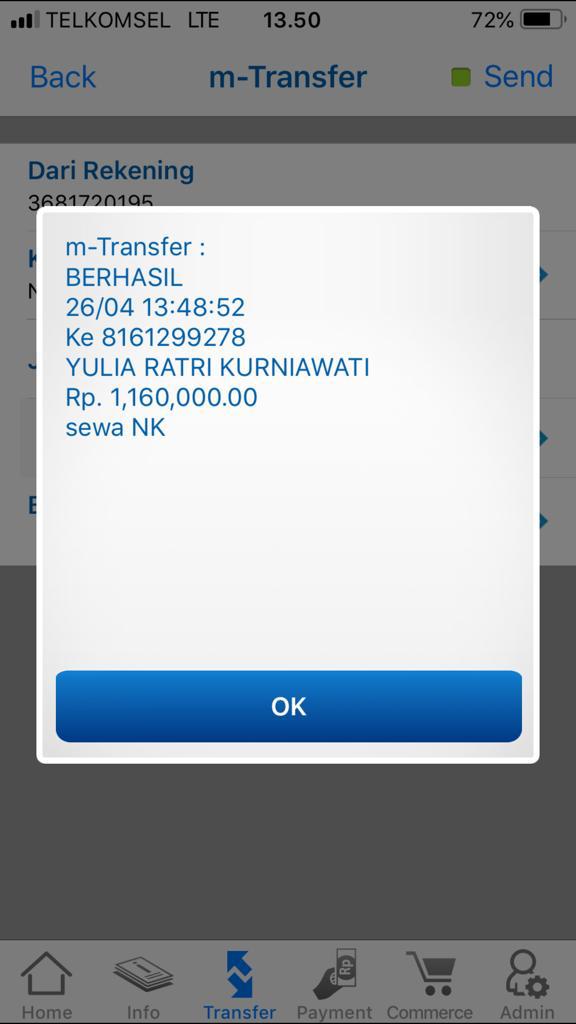 TELKOMSEL LTE 13.50 72%
Back m-Transfer Send
Dari Rekening
3681720195
m-Transfer :
BERHASIL
26/04 13:48:52
Ke 8161299278
YULIA RATRI KURNIAWATI
Rp. 1,160,000.00
sewa NK
OK
Home Info Transfer Payment Commerce Admin